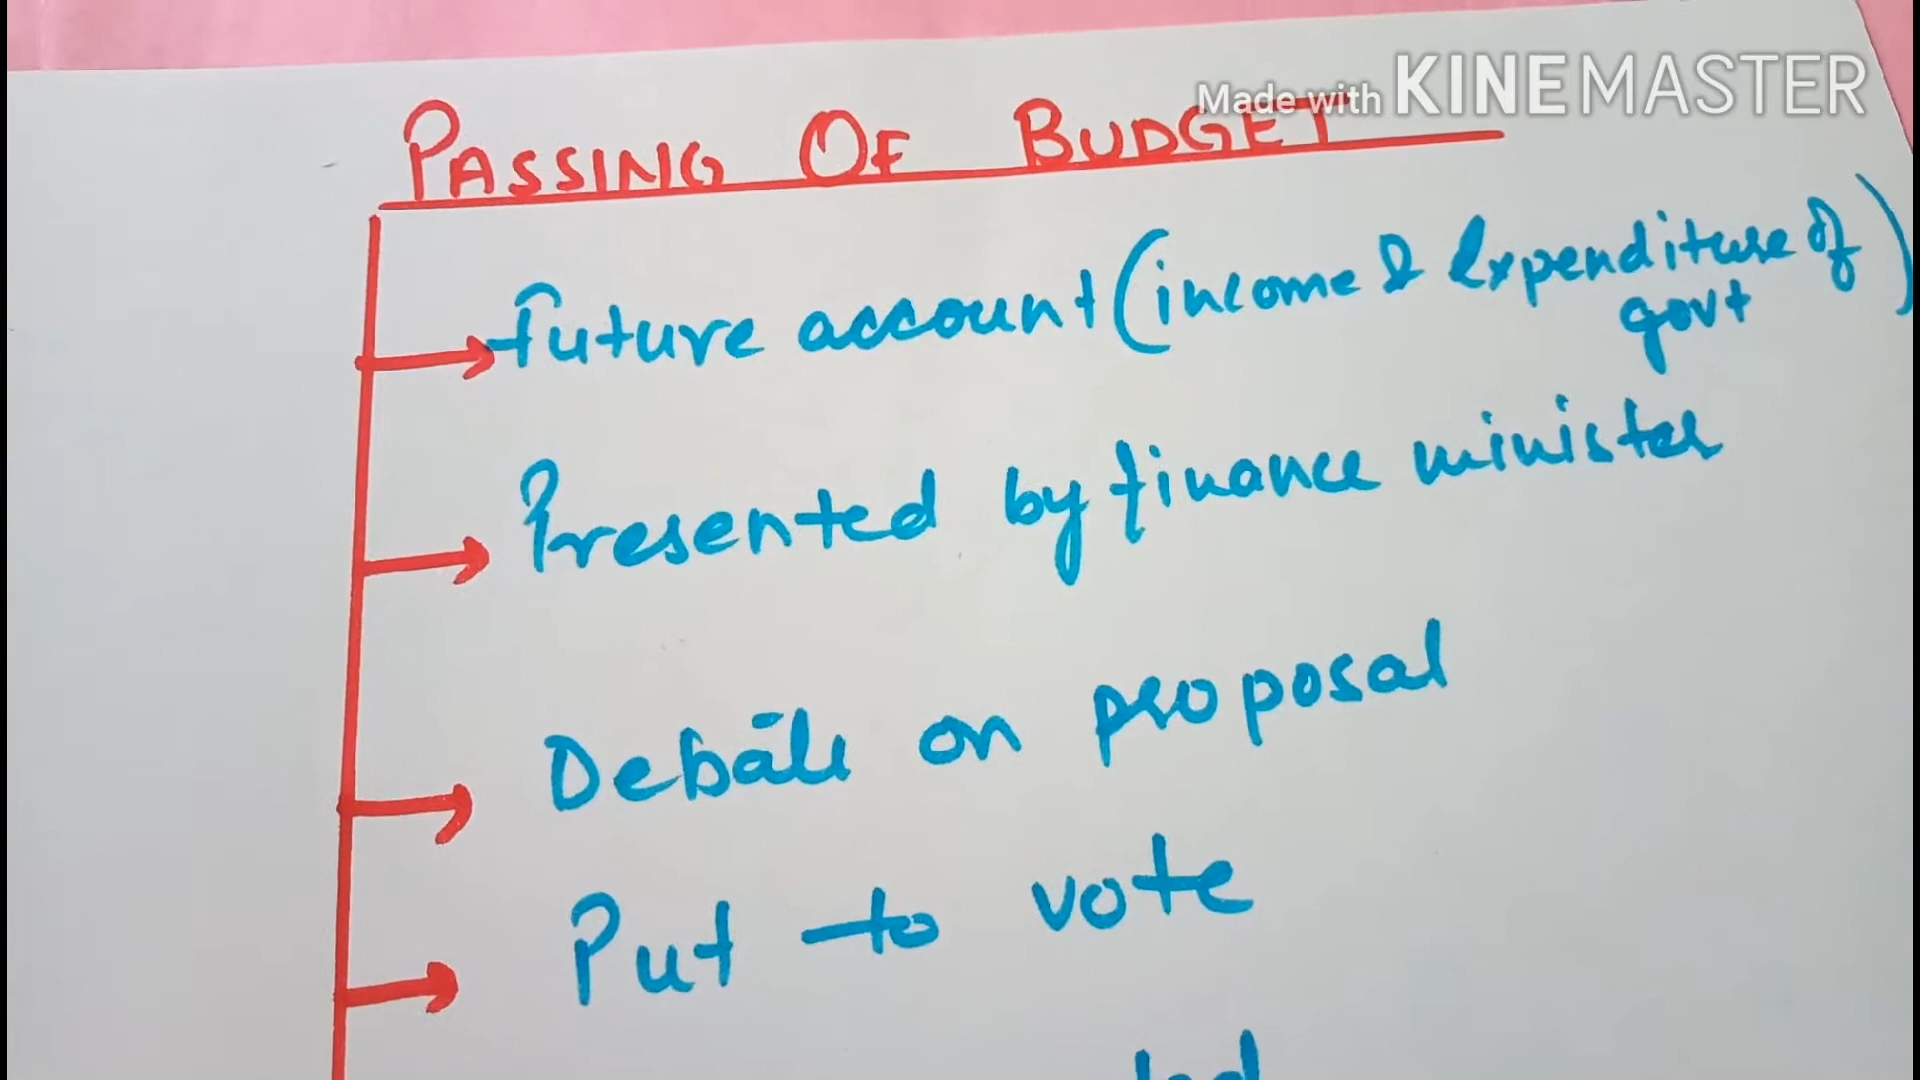 Made with KINEMASTER
PASSING OF BUDGET
Future account (income & Expenditure of
govt)
Presented by finance minister
Debate on proposal
Put to vote